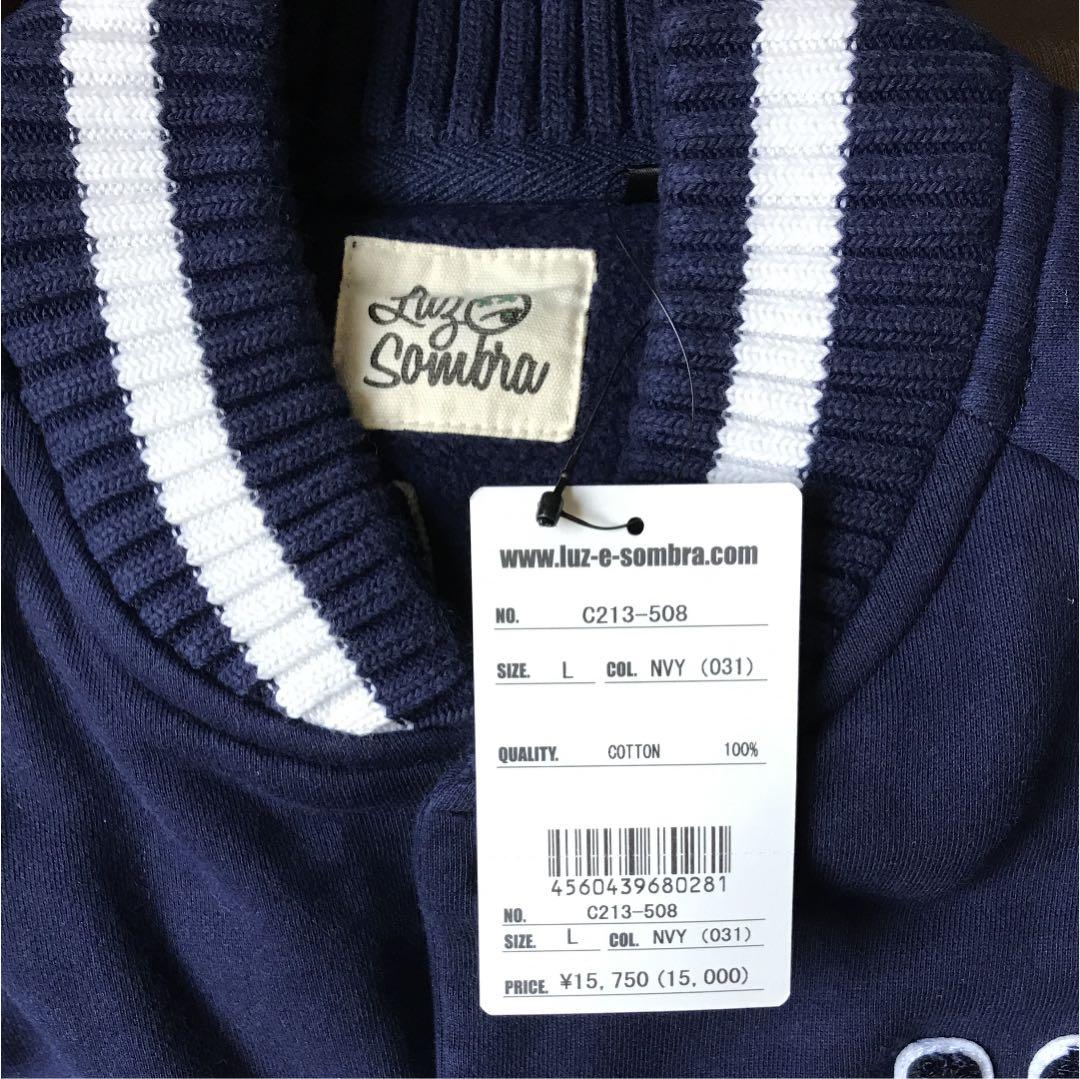 Luz e
Sombra
www.luz-e-sombra.com
NO. C213-508
SIZE. L COL. NVY (031)
QUALITY. COTTON 100%
4560439680281
NO. C213-508
SIZE. L COL. NVY (031)
PRICE. ¥15,750 (15,000)